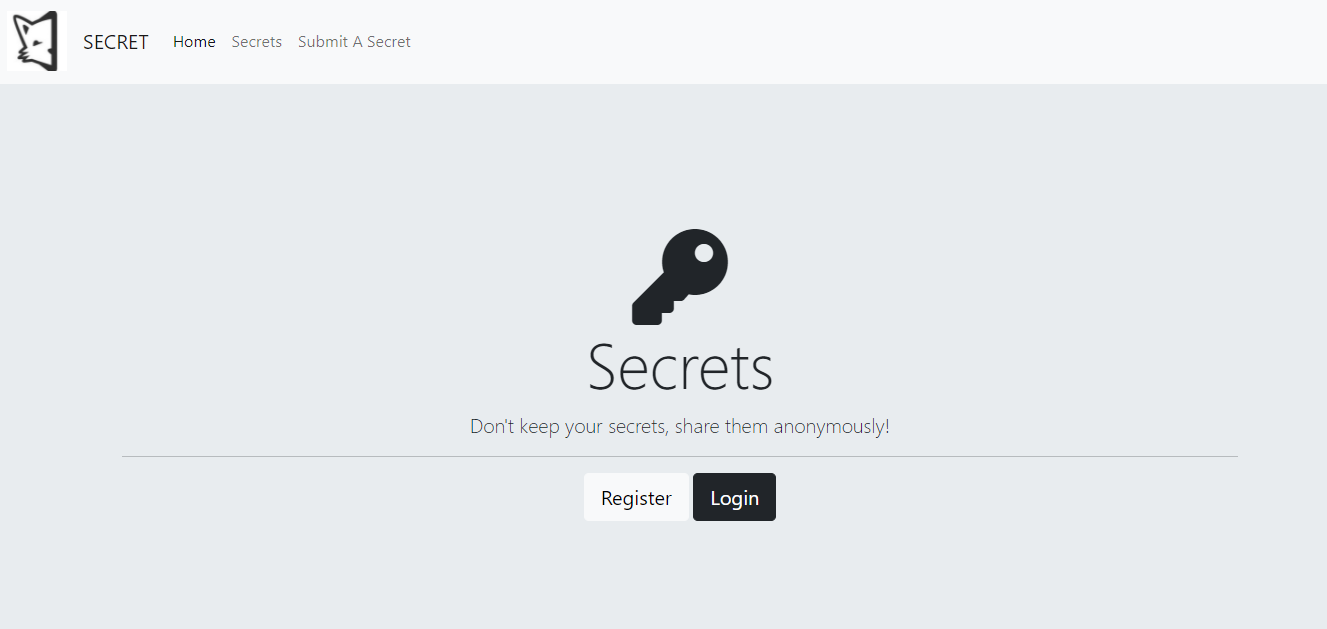 SECRET Home Secrets Submit A Secret
Secrets
Don't keep your secrets, share them anonymously!
Register Login